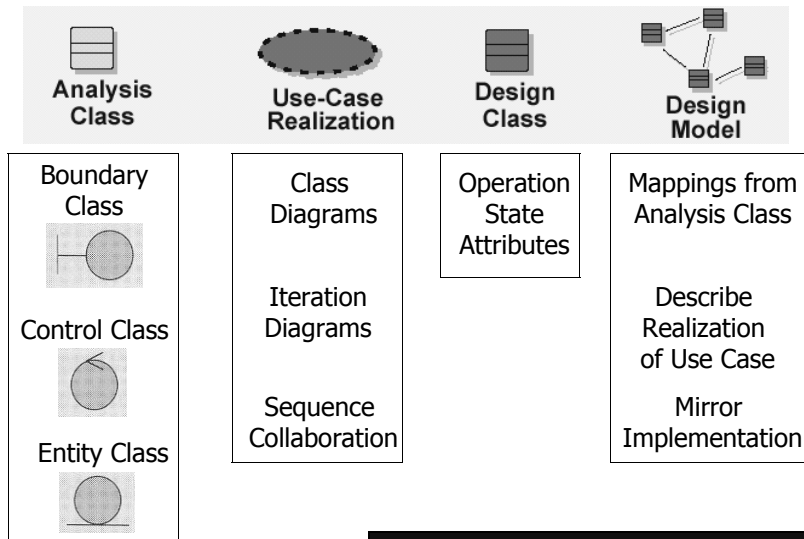 Analysis
Class
Use-Case
Realization
Design
Class
Design
Model
Boundary
Class
Control Class
Entity Class
Class
Diagrams
Iteration
Diagrams
Sequence
Collaboration
Operation
State
Attributes
Mappings from
Analysis Class
Describe
Realization
of Use Case
Mirror
Implementation